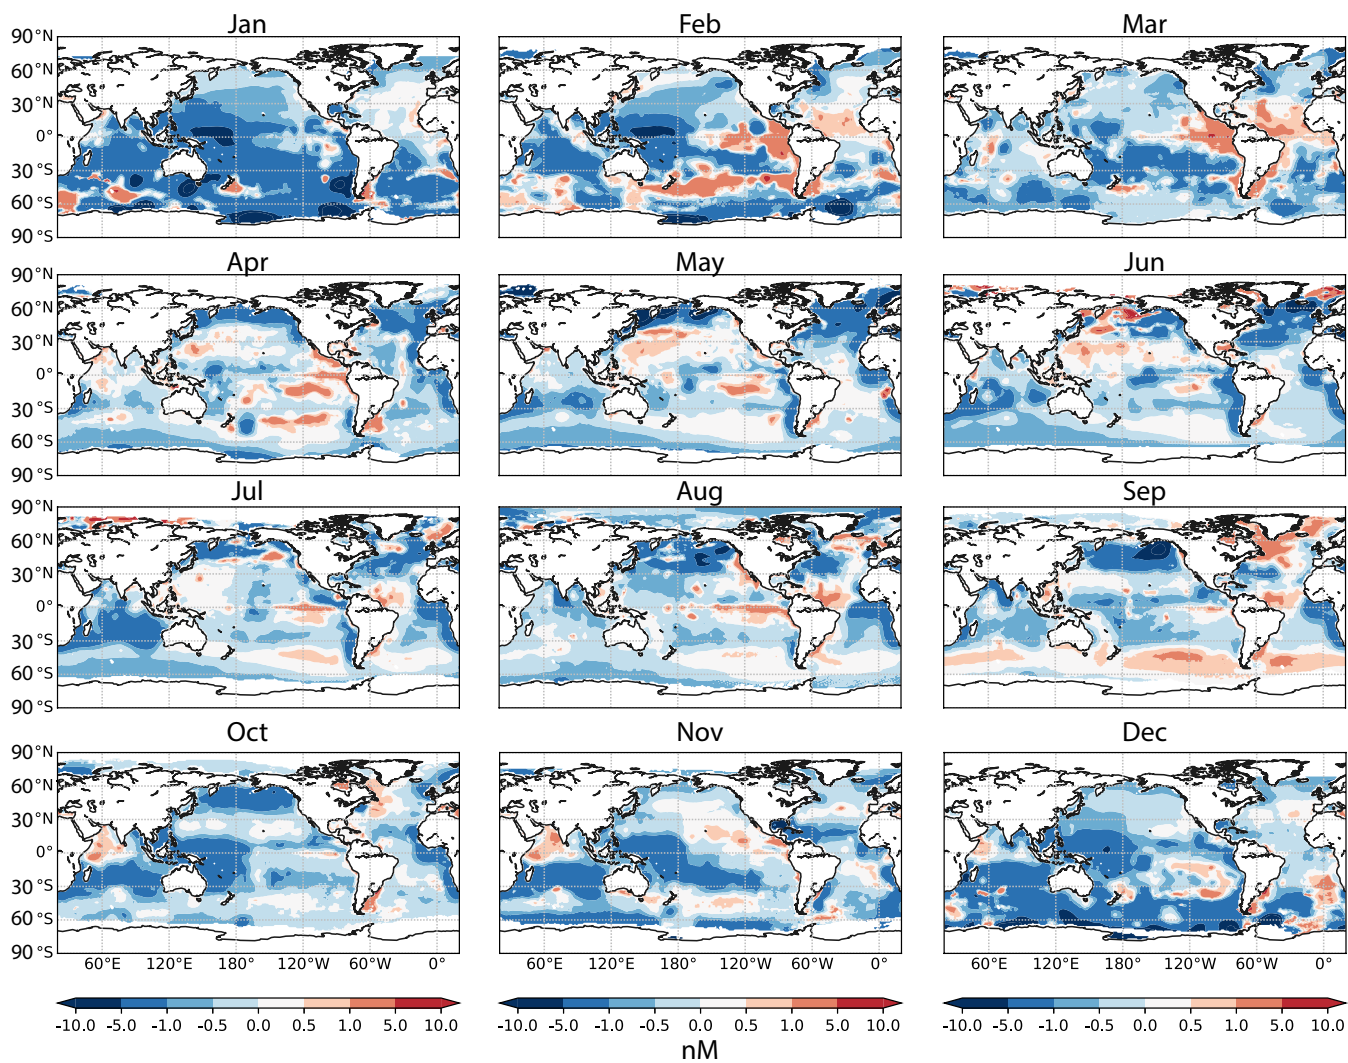 Jan Feb Mar
90°N
60°N
30°N
0°
30°S
60°S
90°S
Apr May Jun
90°N
60°N
30°N
0°
30°S
60°S
90°S
Jul Aug Sep
90°N
60°N
30°N
0°
30°S
60°S
90°S
Oct Nov Dec
90°N
60°N
30°N
0°
30°S
60°S
90°S
60°E 120°E 180° 120°W 60°W 0° 60°E 120°E 180° 120°W 60°W 0° 60°E 120°E 180° 120°W 60°W 0°
-10.0 -5.0 -1.0 -0.5 0.0 0.5 1.0 5.0 10.0 -10.0 -5.0 -1.0 -0.5 0.0 0.5 1.0 5.0 10.0 -10.0 -5.0 -1.0 -0.5 0.0 0.5 1.0 5.0 10.0
nM